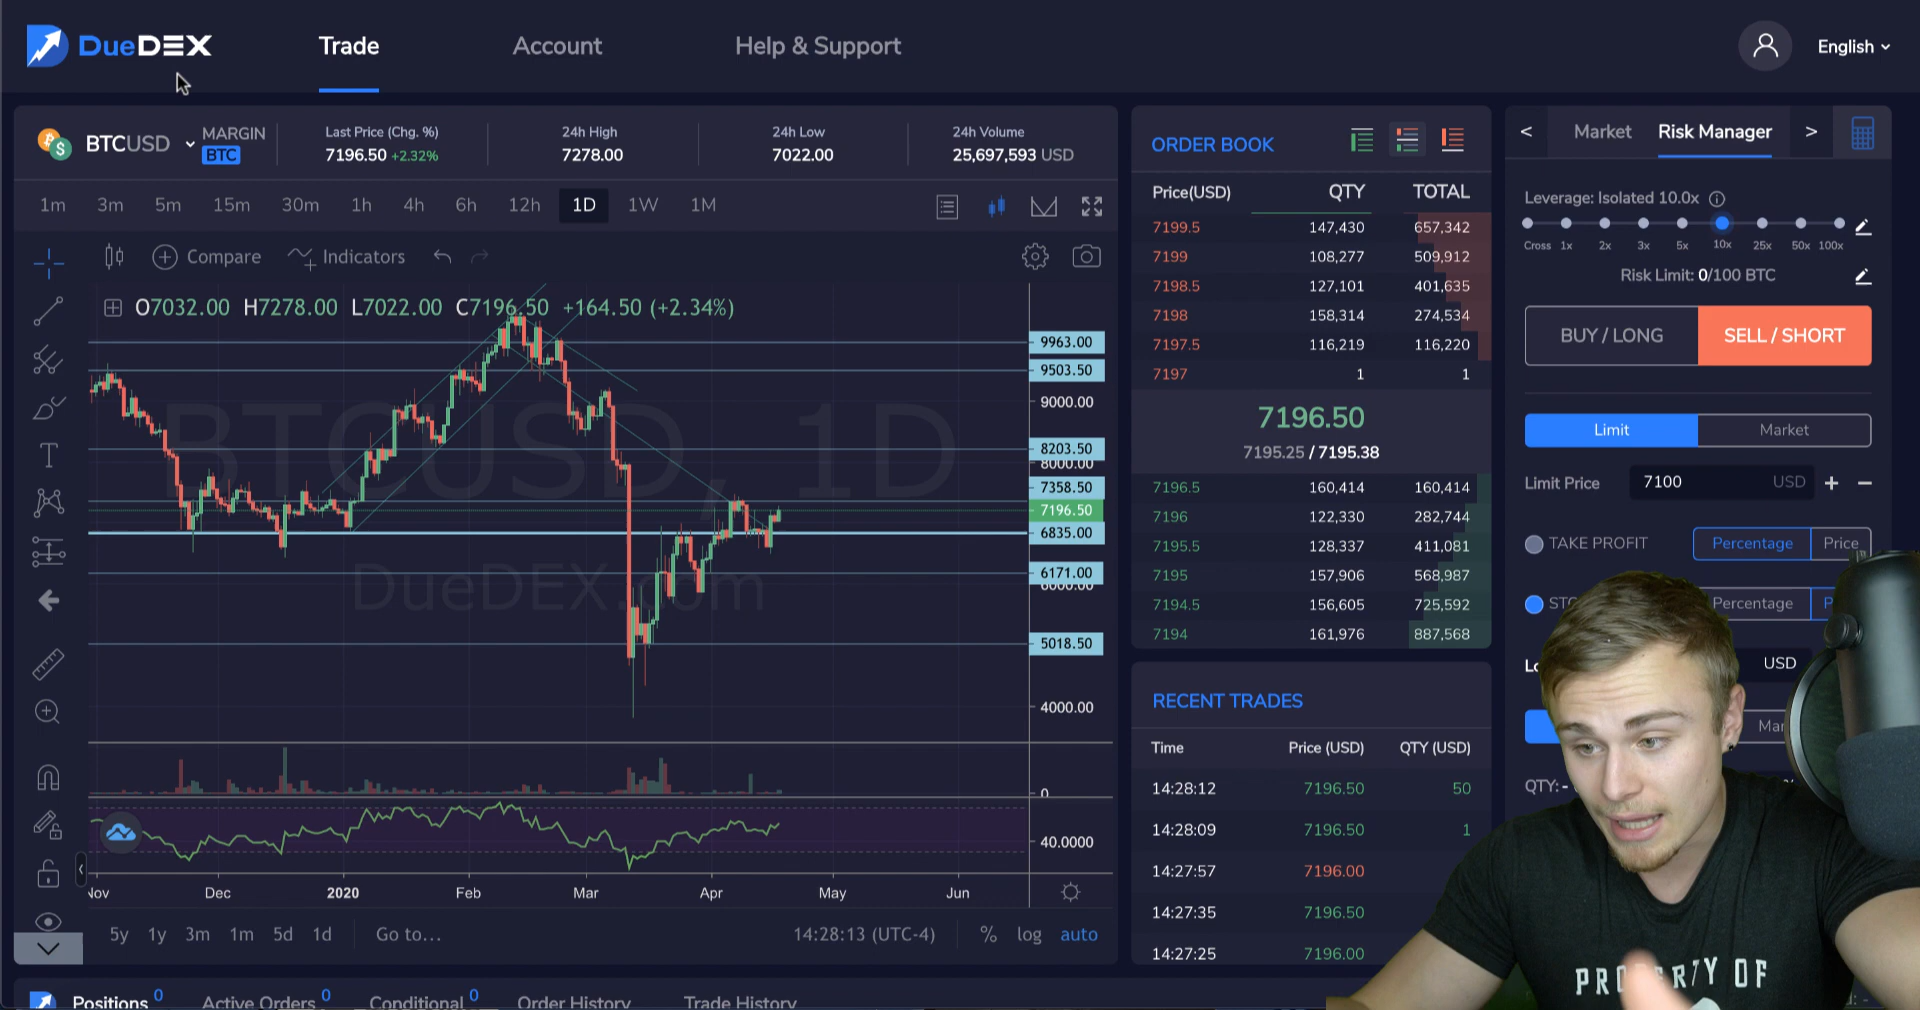 DueDEX Trade Account Help & Support English
BTCUSD MARGIN BTC
Last Price (Chg. %) 24h High 24h Low 24h Volume
7196.50 +2.32% 7278.00 7022.00 25,697,593 USD
1m 3m 5m 15m 30m 1h 4h 6h 12h 1D 1W 1M
Compare Indicators
O7032.00 H7278.00 L7022.00 C7196.50 +164.50 (+2.34%)
BTCUSD, 1D
DueDEX.com
9963.00
9503.50
9000.00
8203.50
8000.00
7358.50
7196.50
6835.00
6171.00
6000.00
5018.50
4000.00
0
40.0000
Nov Dec 2020 Feb Mar Apr May Jun
5y 1y 3m 1m 5d 1d Go to... 14:28:13 (UTC-4) % log auto
Positions 0 Active Orders 0 Conditional 0 Order History Trade History
ORDER BOOK
Price(USD) QTY TOTAL
7199.5 147,430 657,342
7199 108,277 509,912
7198.5 127,101 401,635
7198 158,314 274,534
7197.5 116,219 116,220
7197 1 1
7196.50
7195.25 / 7195.38
7196.5 160,414 160,414
7196 122,330 282,744
7195.5 128,337 411,081
7195 157,906 568,987
7194.5 156,605 725,592
7194 161,976 887,568
RECENT TRADES
Time Price (USD) QTY (USD)
14:28:12 7196.50 50
14:28:09 7196.50 1
14:27:57 7196.00
14:27:35 7196.50
14:27:25 7196.00
< Market Risk Manager >
Leverage: Isolated 10.0x
Cross 1x 2x 3x 5x 10x 25x 50x 100x
Risk Limit: 0/100 BTC
BUY / LONG SELL / SHORT
Limit Market
Limit Price 7100 USD + −
TAKE PROFIT Percentage Price
Percentage
USD
QTY: -
PROPERTY OF